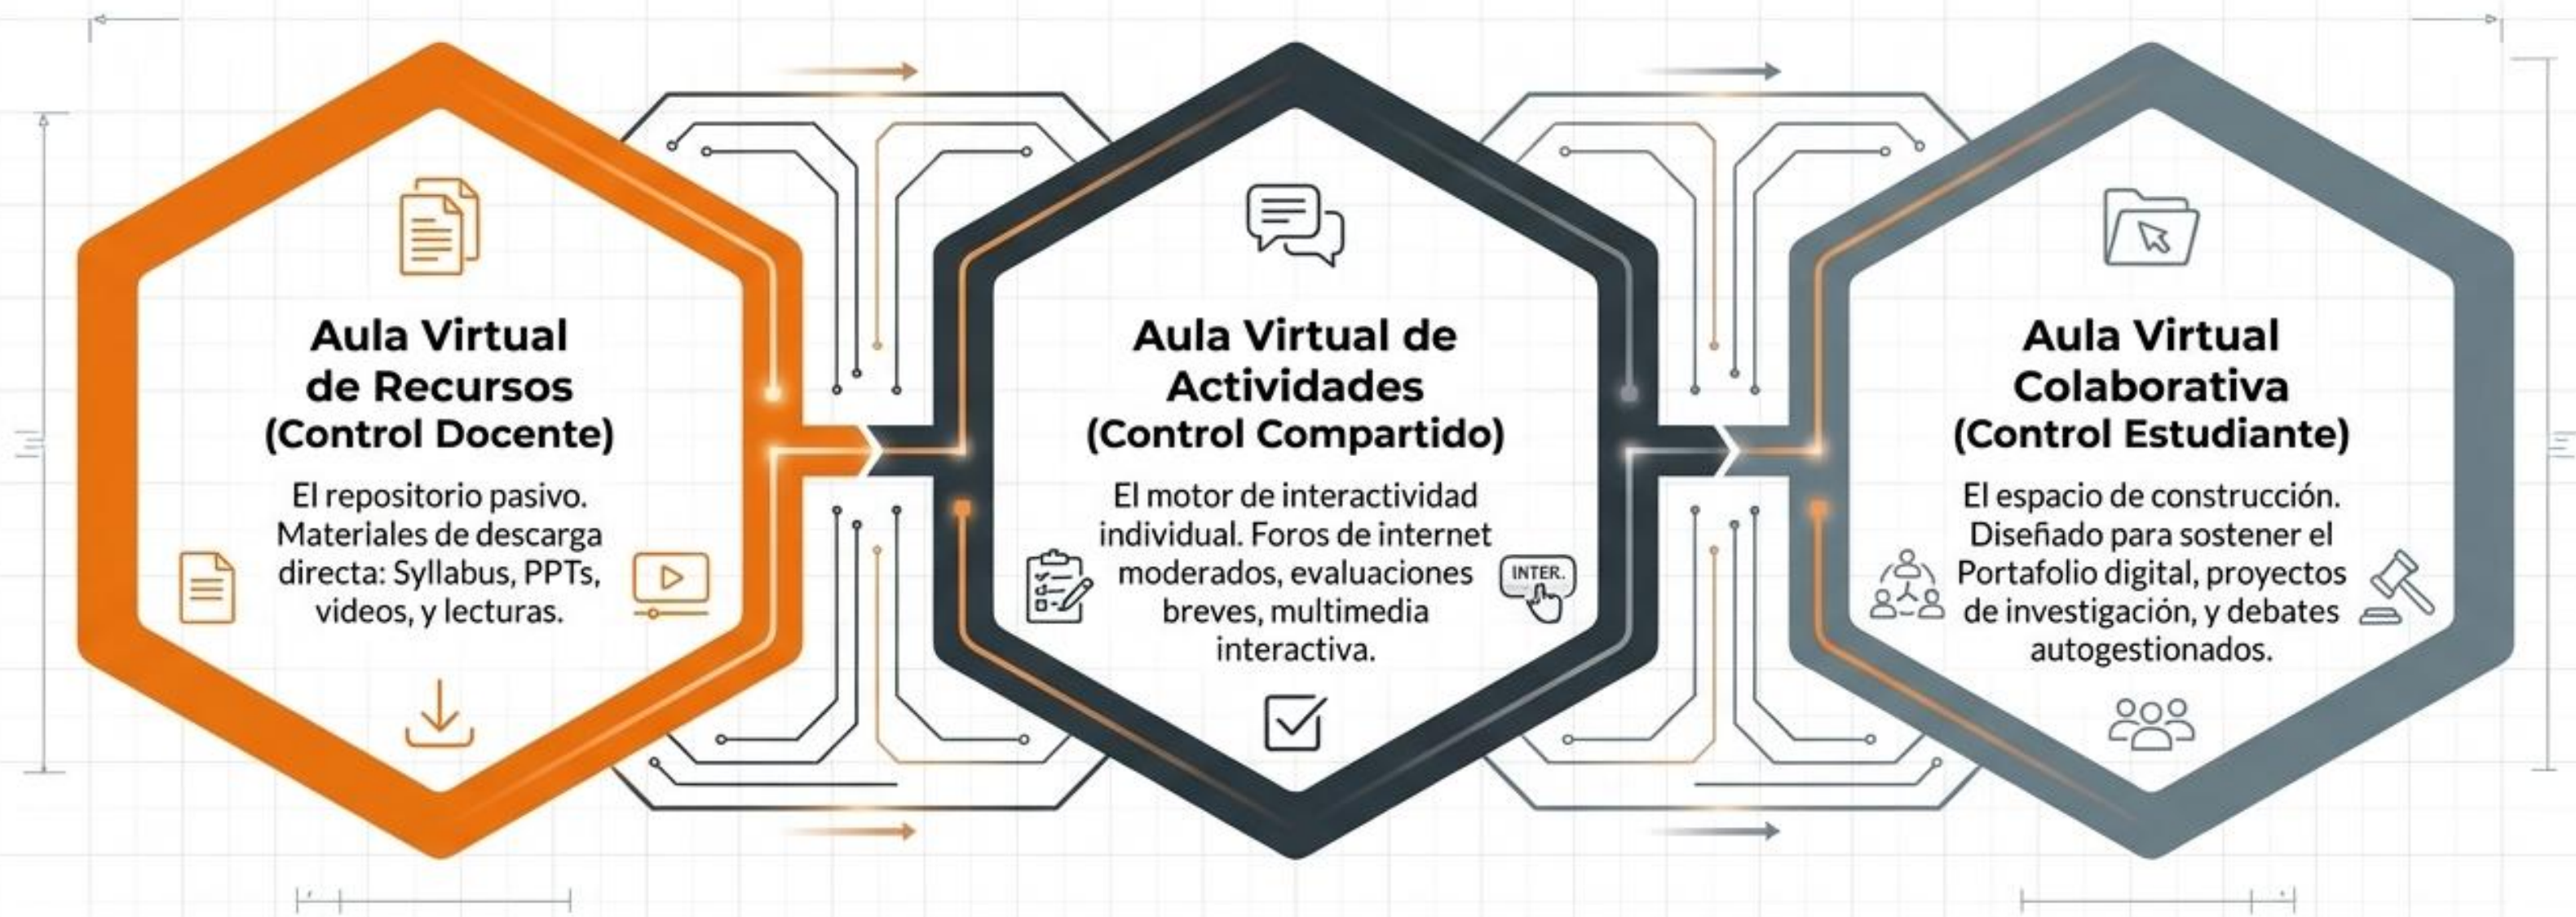 Aula Virtual
de Recursos
(Control Docente)
El repositorio pasivo.
Materiales de descarga
directa: Syllabus, PPTs,
videos, y lecturas.
Aula Virtual de
Actividades
(Control Compartido)
El motor de interactividad
individual. Foros de internet
moderados, evaluaciones
breves, multimedia
interactiva.
INTER.
Aula Virtual
Colaborativa
(Control Estudiante)
El espacio de construcción.
Diseñado para sostener el
Portafolio digital, proyectos
de investigación, y debates
autogestionados.